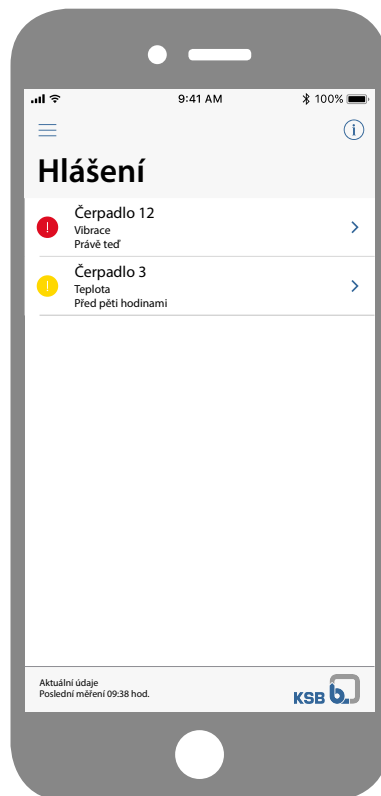 9:41 AM
100%
Hlášení
Čerpadlo 12
Vibrace
Právě teď
Čerpadlo 3
Teplota
Před pěti hodinami
Aktuální údaje
Poslední měření 09:38 hod.
KSB b.